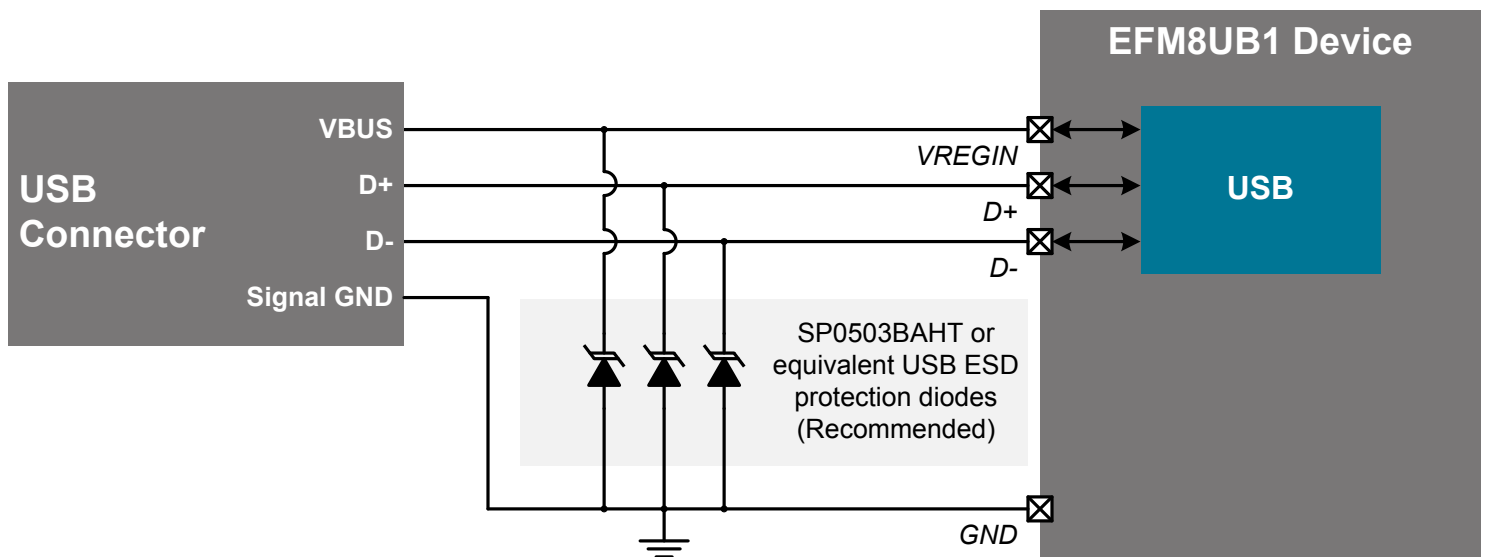 EFM8UB1 Device
VBUS
VREGIN
USB
Connector
D+
D+
USB
D-
D-
Signal GND
SP0503BAHT or
equivalent USB ESD
protection diodes
(Recommended)
GND